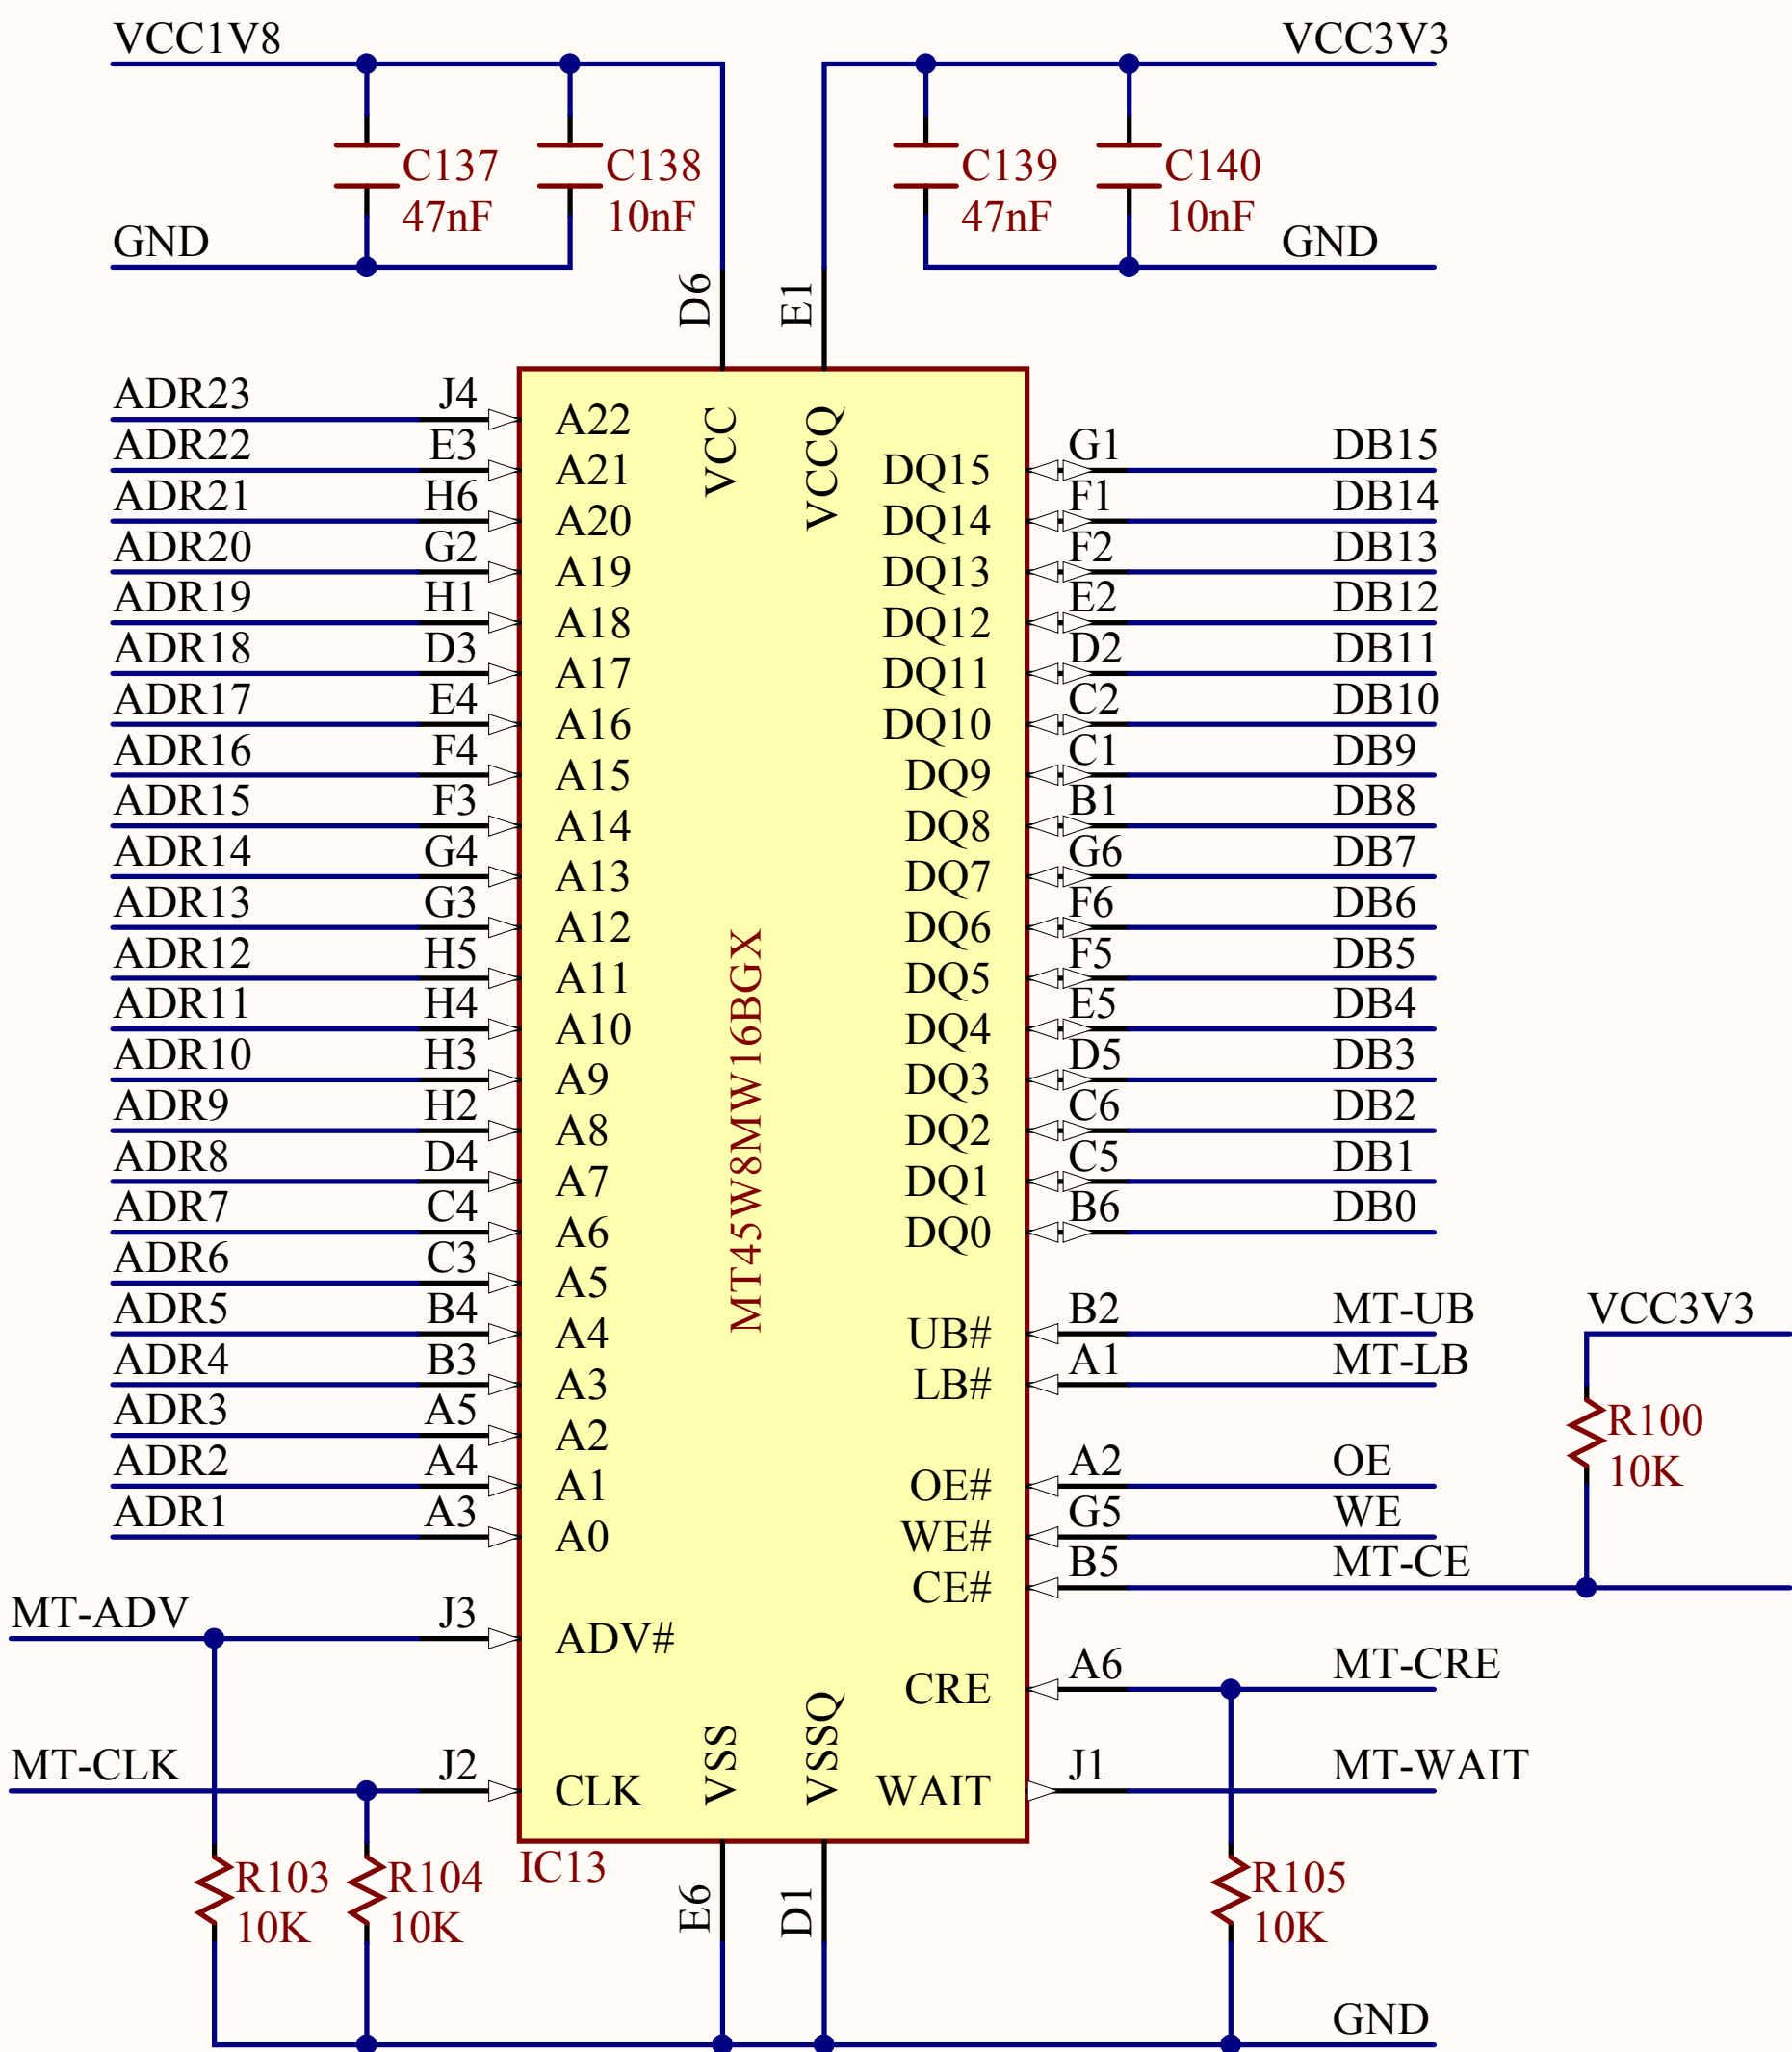 VCC1V8 VCC3V3
C137 C138 C139 C140
47nF 10nF 47nF 10nF
GND GND
D6 E1
VCC VCCQ
ADR23 J4 A22
ADR22 E3 A21 DQ15 G1 DB15
ADR21 H6 A20 DQ14 F1 DB14
ADR20 G2 A19 DQ13 F2 DB13
ADR19 H1 A18 DQ12 E2 DB12
ADR18 D3 A17 DQ11 D2 DB11
ADR17 E4 A16 DQ10 C2 DB10
ADR16 F4 A15 DQ9 C1 DB9
ADR15 F3 A14 DQ8 B1 DB8
ADR14 G4 A13 DQ7 G6 DB7
ADR13 G3 A12 DQ6 F6 DB6
ADR12 H5 A11 DQ5 F5 DB5
ADR11 H4 A10 DQ4 E5 DB4
ADR10 H3 A9 DQ3 D5 DB3
ADR9 H2 A8 DQ2 C6 DB2
ADR8 D4 A7 DQ1 C5 DB1
ADR7 C4 A6 DQ0 B6 DB0
ADR6 C3 A5
ADR5 B4 A4 UB# B2 MT-UB VCC3V3
ADR4 B3 A3 LB# A1 MT-LB
ADR3 A5 A2
ADR2 A4 A1 OE# A2 OE
ADR1 A3 A0 WE# G5 WE
CE# B5 MT-CE
R100
10K
MT45W8MW16BGX
MT-ADV J3 ADV#
CRE A6 MT-CRE
MT-CLK J2 CLK WAIT J1 MT-WAIT
VSS VSSQ
IC13
R103 R104 R105
10K 10K 10K
E6 D1
GND